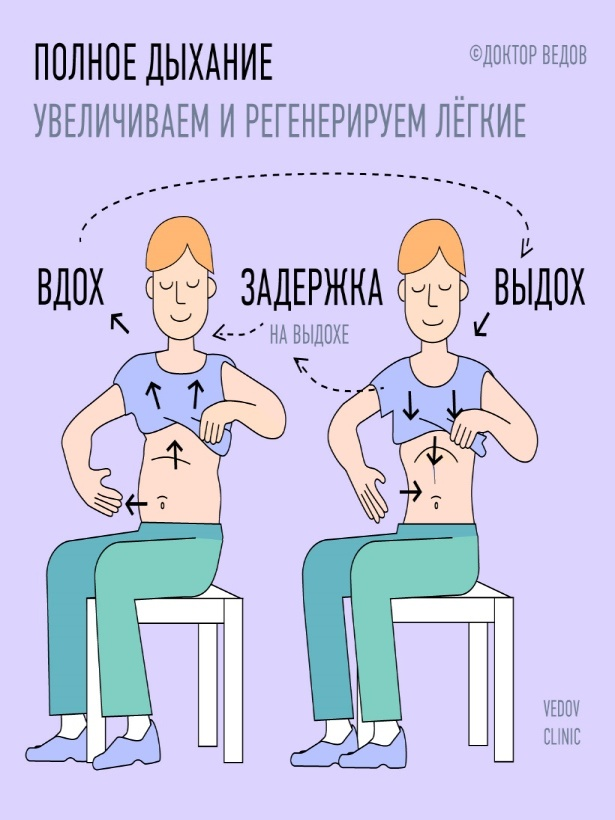 ПОЛНОЕ ДЫХАНИЕ
©ДОКТОР ВЕДОВ
УВЕЛИЧИВАЕМ И РЕГЕНЕРИРУЕМ ЛЁГКИЕ
ВДОХ
ЗАДЕРЖКА
НА ВЫДОХЕ
ВЫДОХ
VEDOV
CLINIC